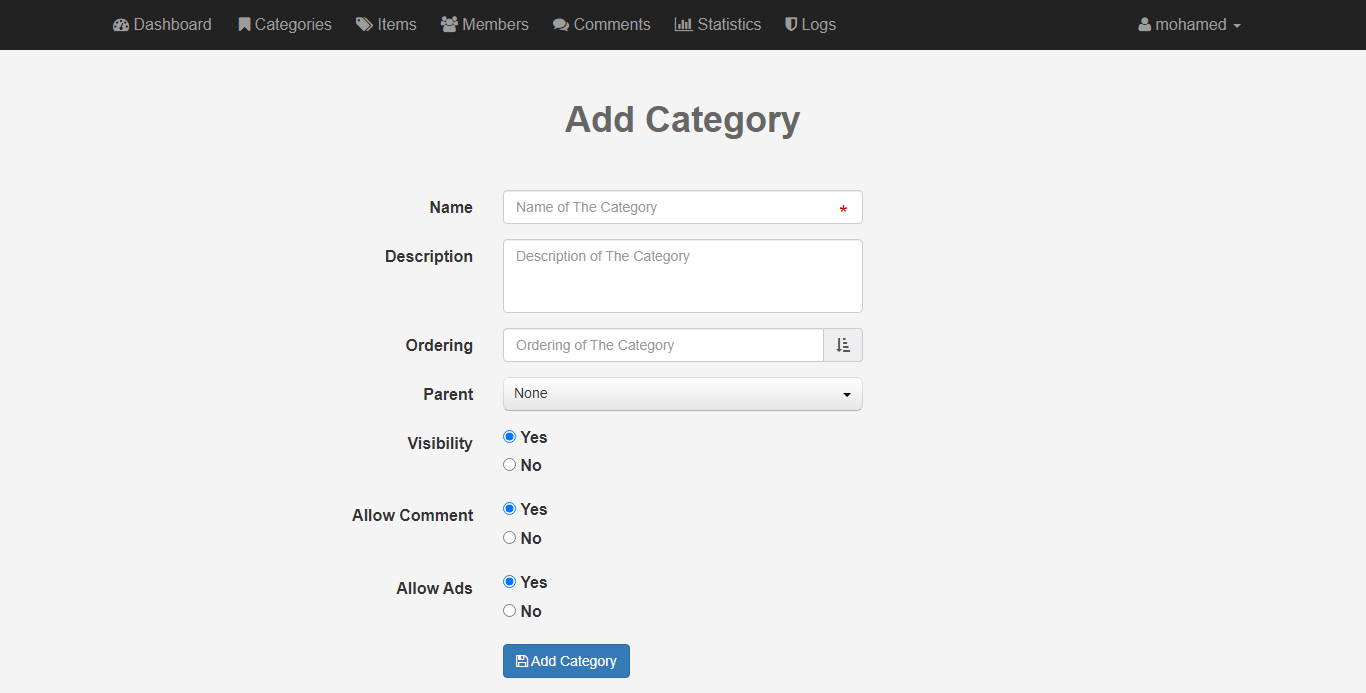 Dashboard Categories Items Members Comments Statistics Logs mohamed
Add Category
Name Name of The Category *
Description Description of The Category
Ordering Ordering of The Category
Parent None
Visibility Yes
No
Allow Comment Yes
No
Allow Ads Yes
No
Add Category